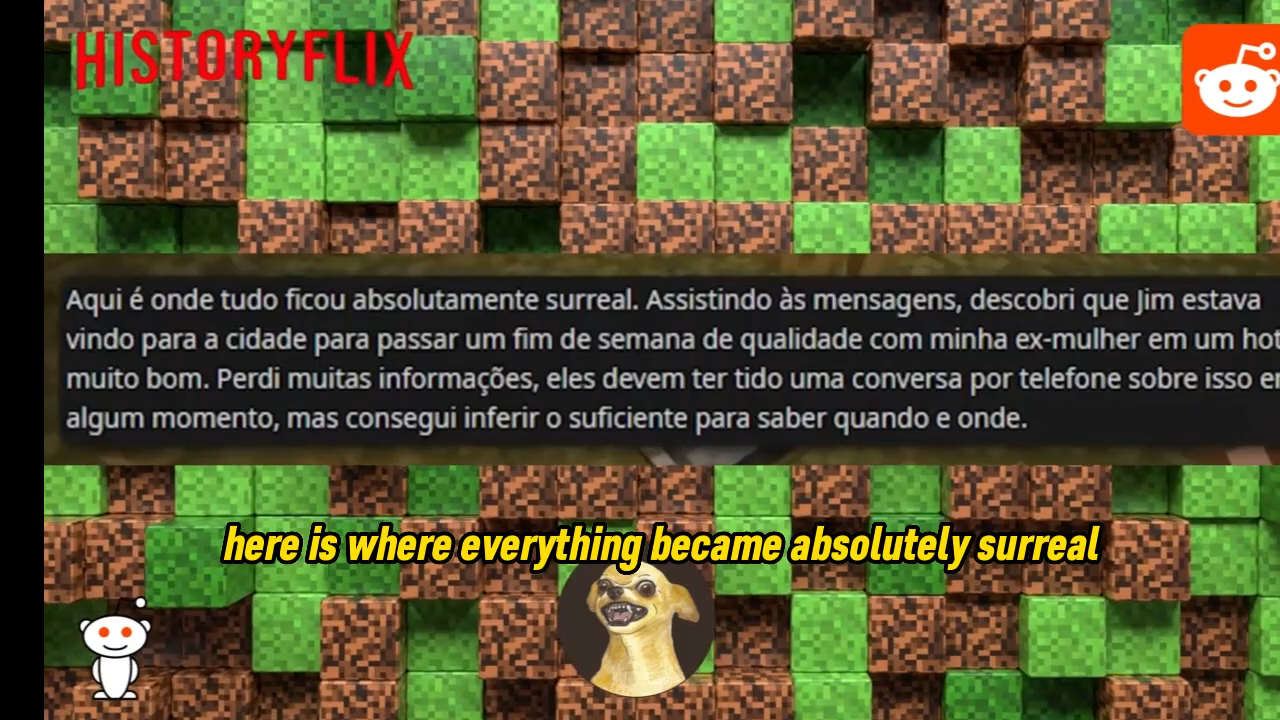 HISTORYFLIX
Aqui é onde tudo ficou absolutamente surreal. Assistindo às mensagens, descobri que Jim estava
vindo para a cidade para passar um fim de semana de qualidade com minha ex-mulher em um
muito bom. Perdi muitas informações, eles devem ter tido uma conversa por telefone sobre isso
algum momento, mas consegui inferir o suficiente para saber quando e onde.
here is where everything became absolutely surreal